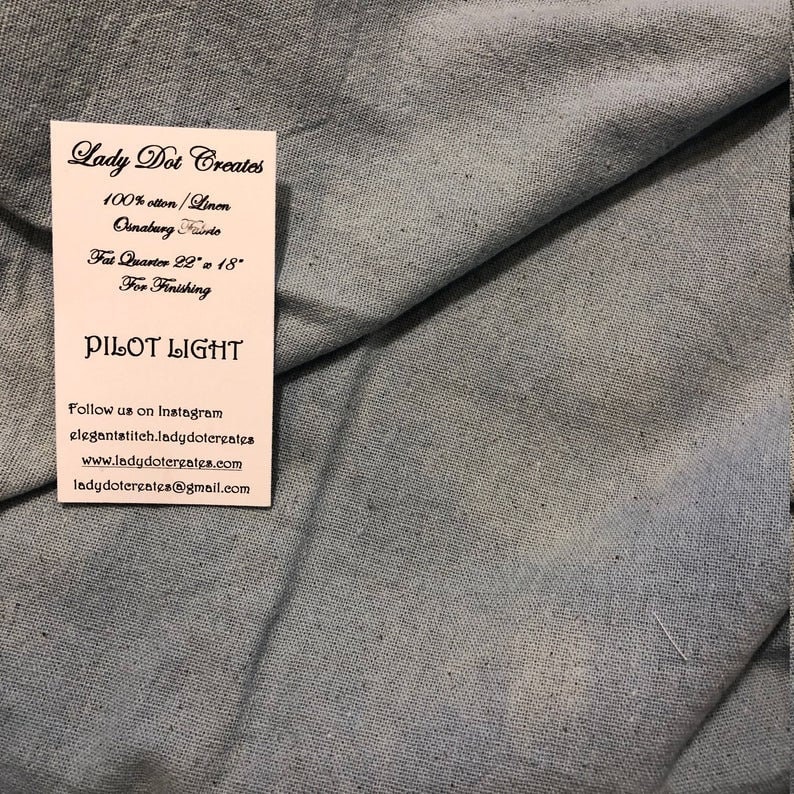 Lady Dot Creates
100% otton / Linen
Osnaburg Fabric
Fat Quarter 22" x 18"
For Finishing
PILOT LIGHT
Follow us on Instagram
elegantstitch.ladydotcreates
www.ladydotcreates.com
ladydotcreates@gmail.com